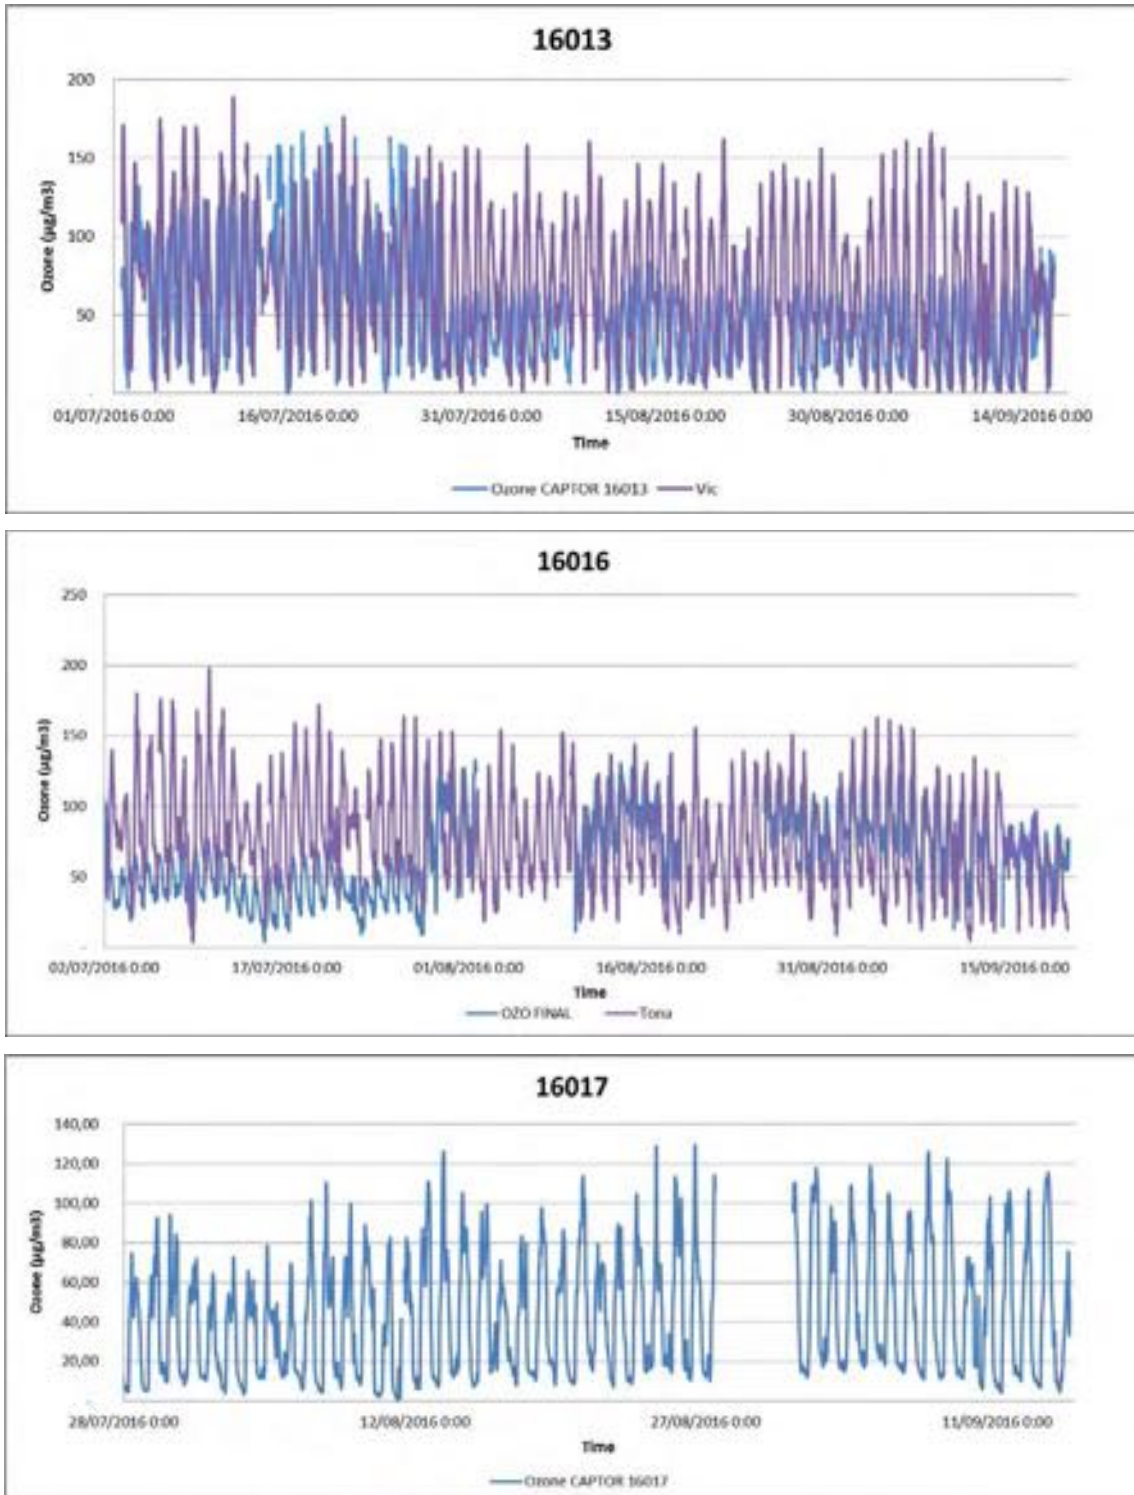 16013
200
150
100
50
-
Ozone (µg/m3)
01/07/2016 0:00 16/07/2016 0:00 31/07/2016 0:00 15/08/2016 0:00 30/08/2016 0:00 14/09/2016 0:00
Time
Ozone CAPTOR 16013 Vic
16016
250
200
150
100
50
-
Ozone (µg/m3)
02/07/2016 0:00 17/07/2016 0:00 01/08/2016 0:00 16/08/2016 0:00 31/08/2016 0:00 15/09/2016 0:00
Time
OZO FINAL Tona
16017
140,00
120,00
100,00
80,00
60,00
40,00
20,00
-
Ozone (µg/m3)
28/07/2016 0:00 12/08/2016 0:00 27/08/2016 0:00 11/09/2016 0:00
Time
Ozone CAPTOR 16017